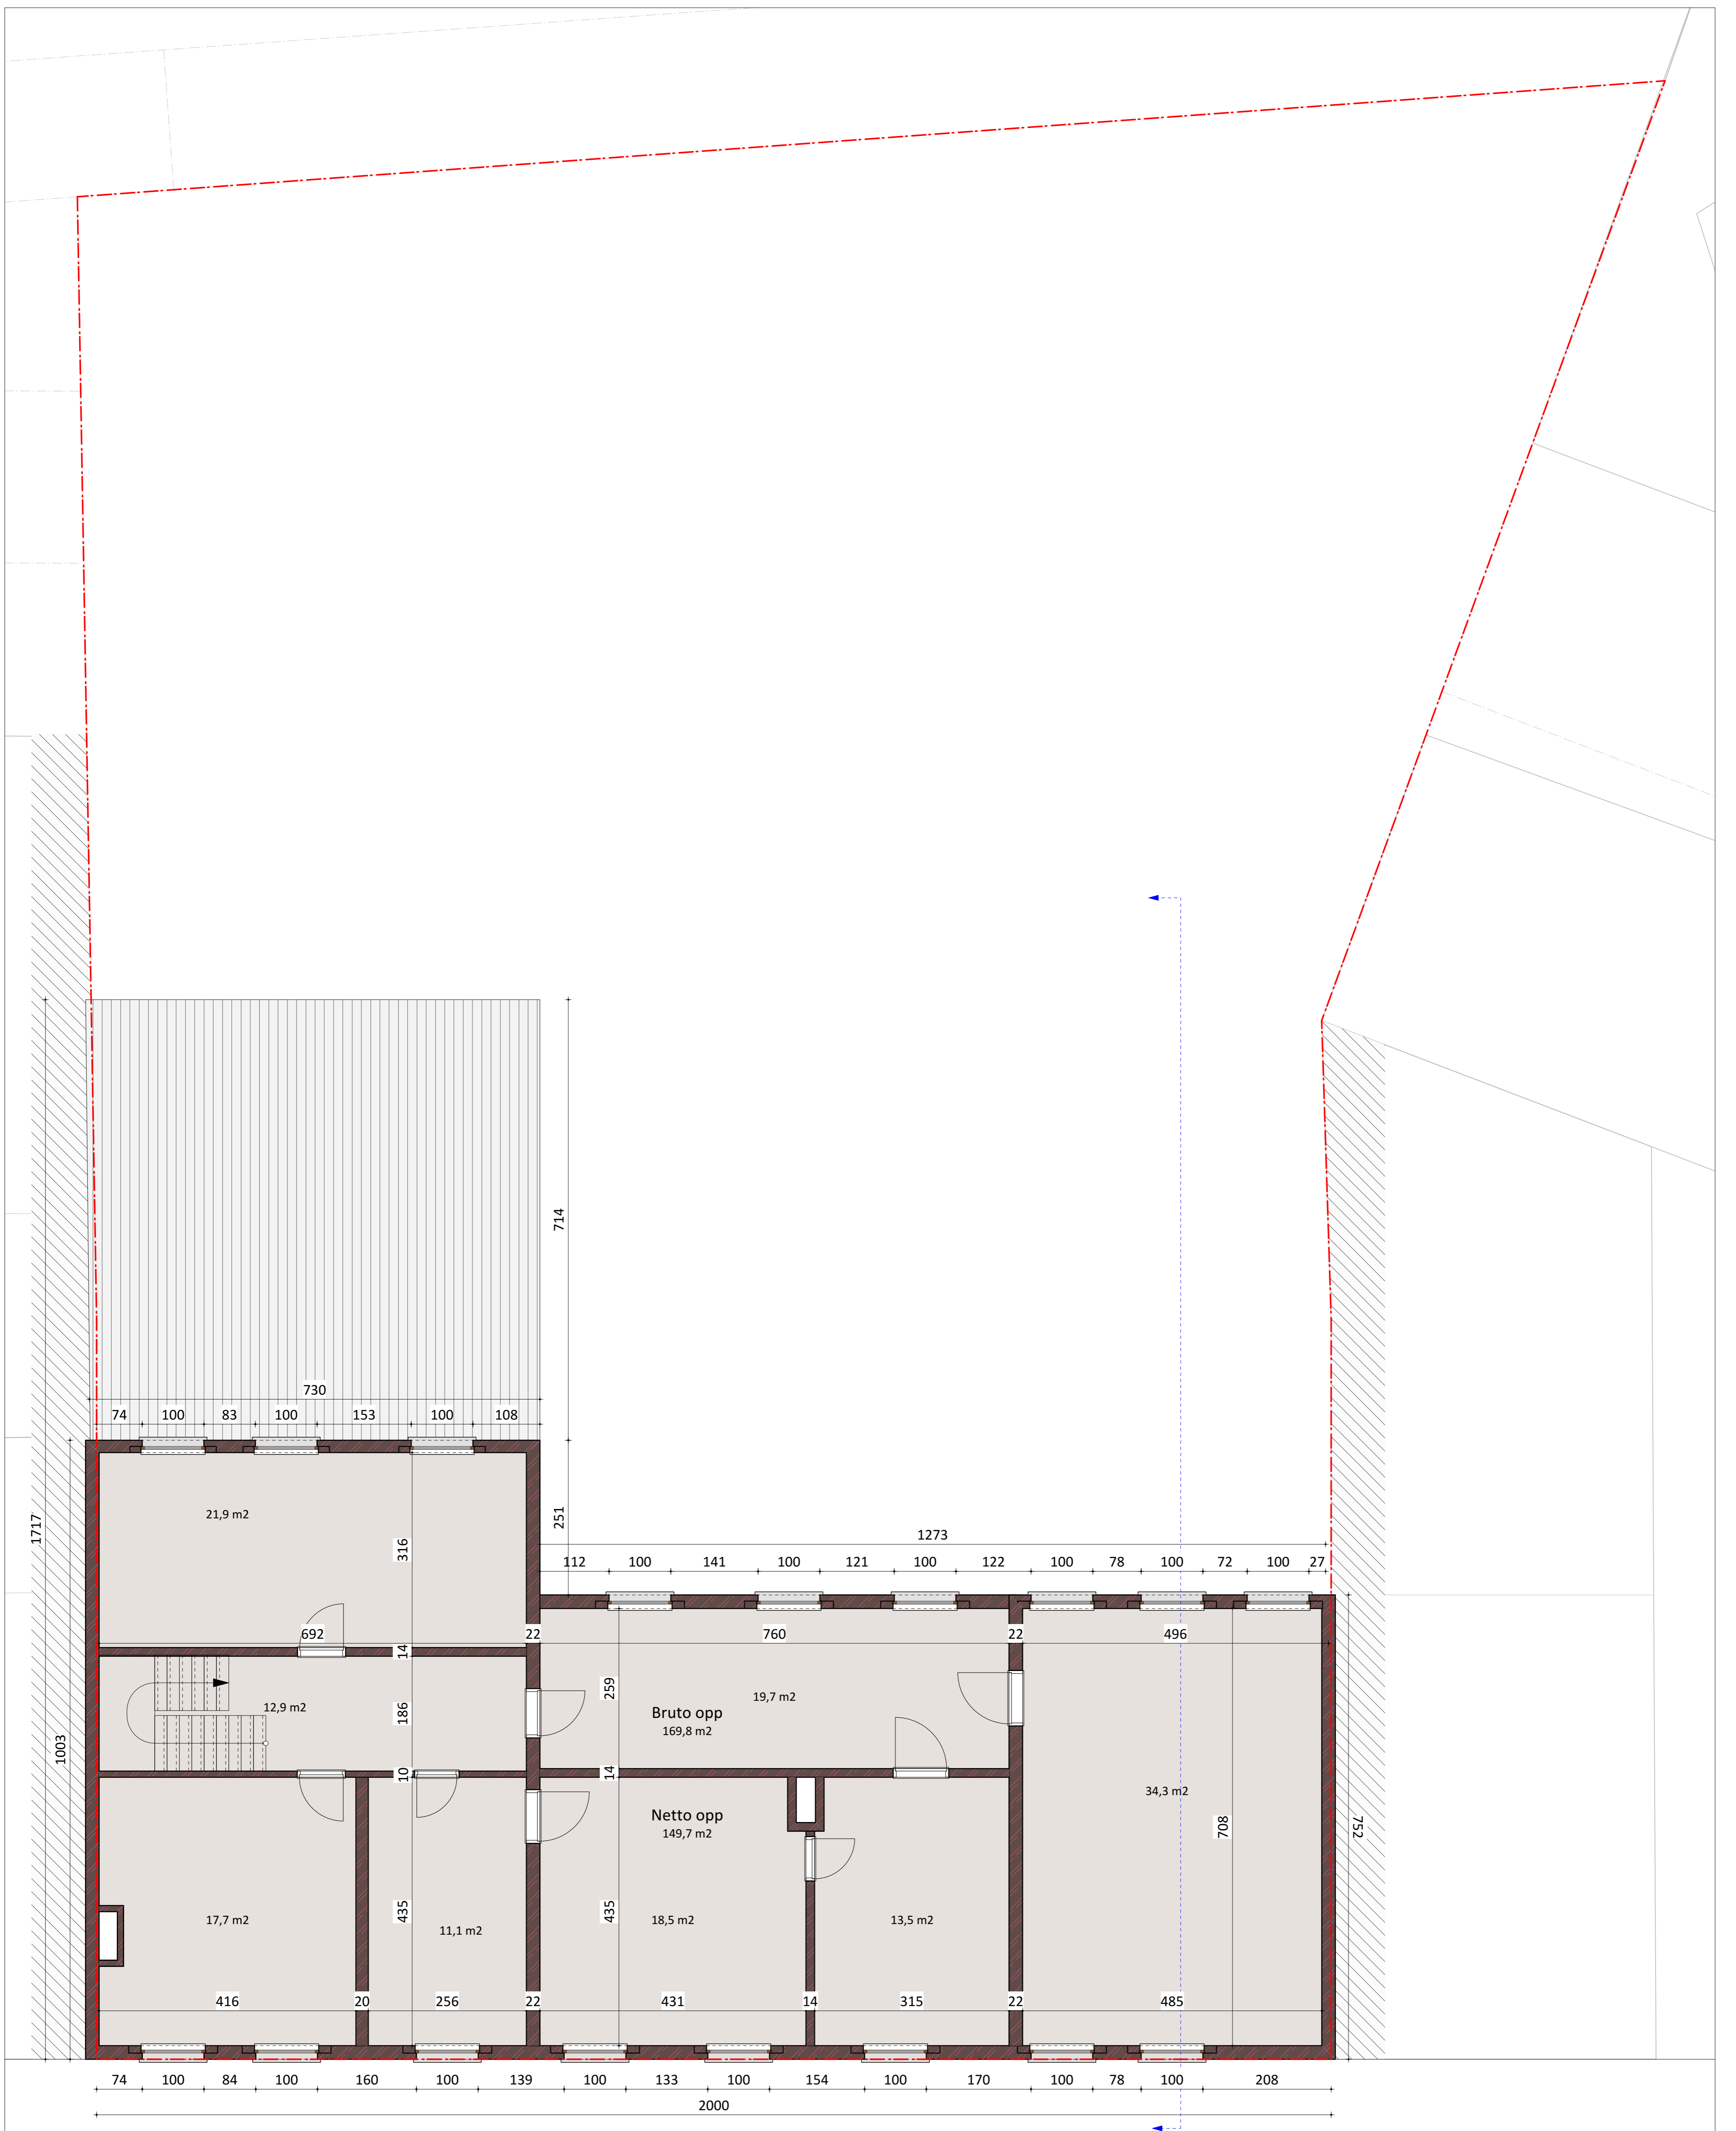 730
74 100 83 100 153 100 108
714
1717
251
21,9 m2
316
1273
112 100 141 100 121 100 122 100 78 100 72 100 27
692 22 760 22 496
14
259
12,9 m2
186
19,7 m2
Bruto opp
169,8 m2
1003
10
14
34,3 m2
Netto opp
149,7 m2
708
752
17,7 m2
435
11,1 m2
435
18,5 m2
13,5 m2
416 20 256 22 431 14 315 22 485
74 100 84 100 160 100 139 100 133 100 154 100 170 100 78 100 208
2000